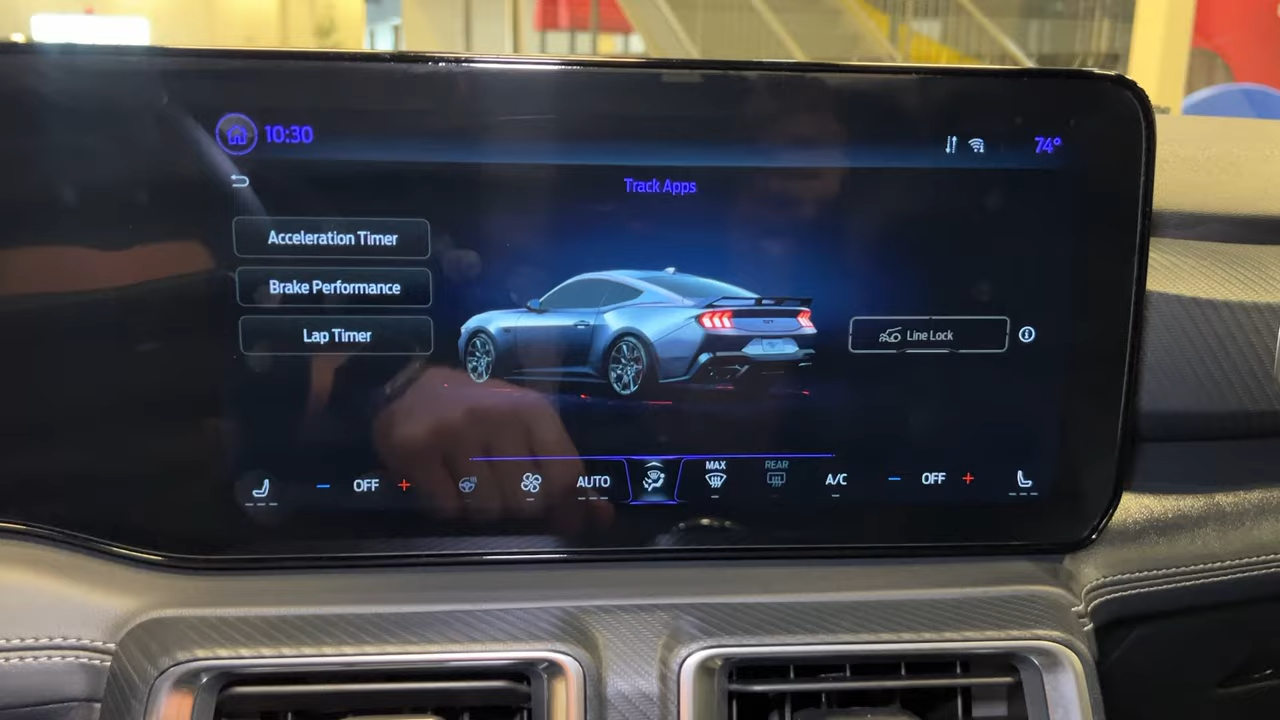 10:30
74°
Track Apps
Acceleration Timer
Brake Performance
Lap Timer
Line Lock
OFF
AUTO
MAX
REAR
A/C
OFF